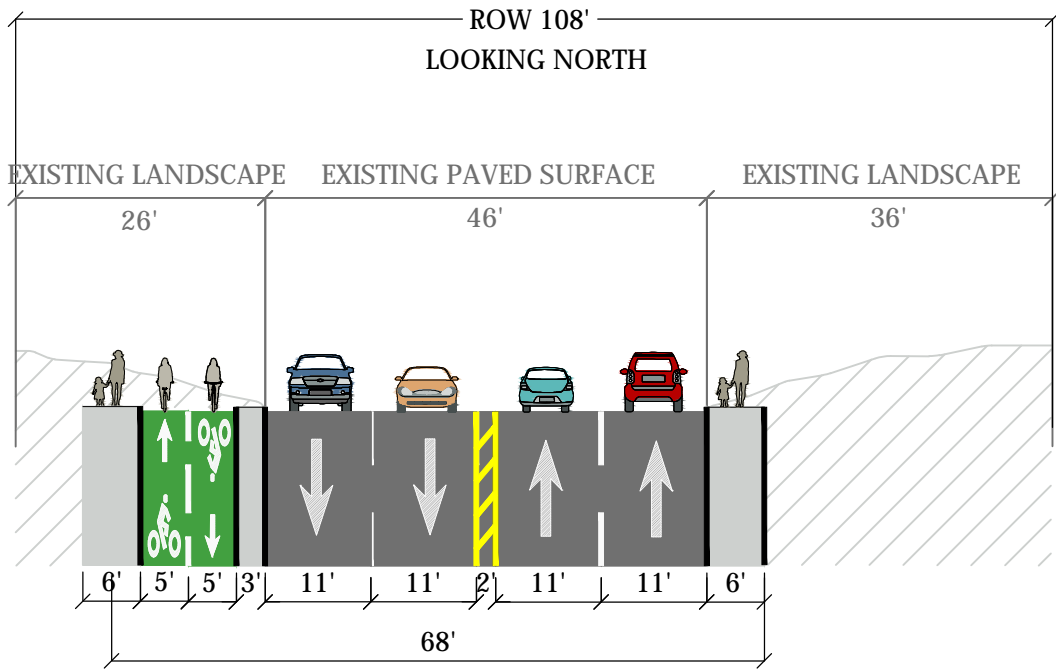 ROW 108'
LOOKING NORTH
EXISTING LANDSCAPE EXISTING PAVED SURFACE EXISTING LANDSCAPE
26' 46' 36'
6' 5' 5' 3' 11' 11' 2' 11' 11' 6'
68'